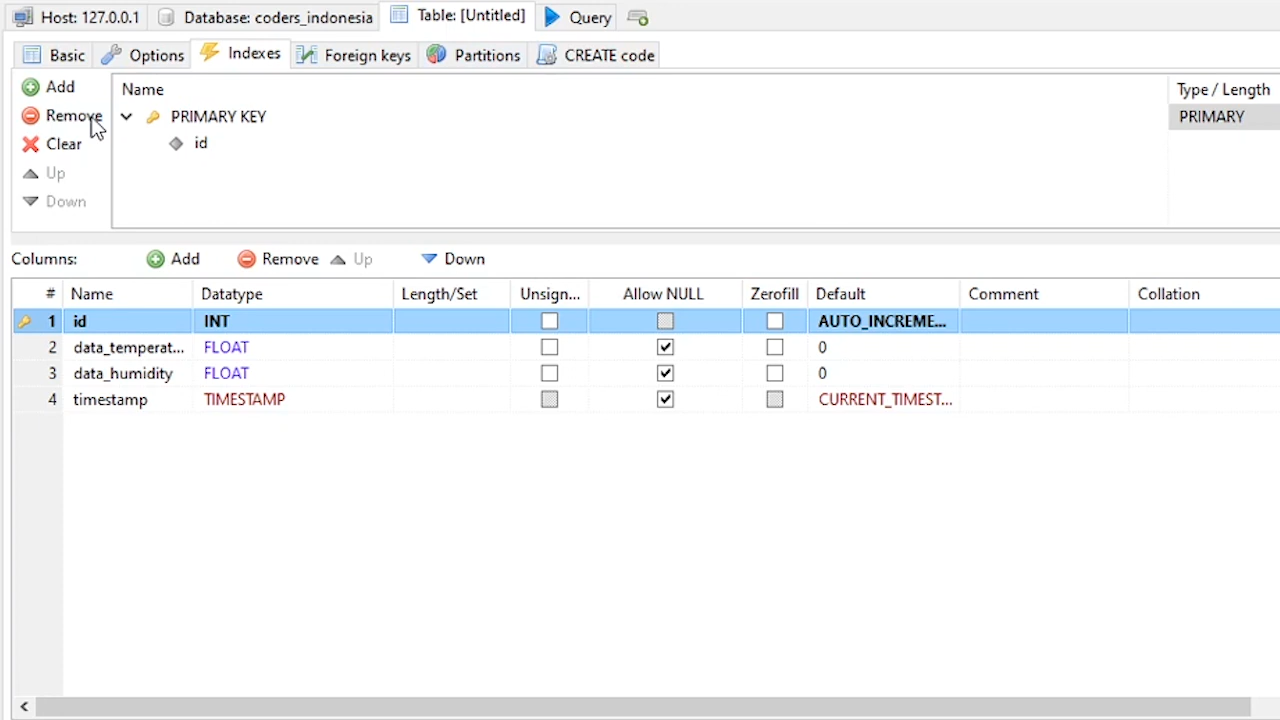 Host: 127.0.0.1 Database: coders_indonesia Table: [Untitled] Query
Basic Options Indexes Foreign keys Partitions CREATE code
Add
Remove
Clear
Up
Down
Name Type / Length
PRIMARY KEY PRIMARY
id
Columns: Add Remove Up Down
# Name Datatype Length/Set Unsign... Allow NULL Zerofill Default Comment Collation
1 id INT AUTO_INCREME...
2 data_temperat... FLOAT 0
3 data_humidity FLOAT 0
4 timestamp TIMESTAMP CURRENT_TIMEST...